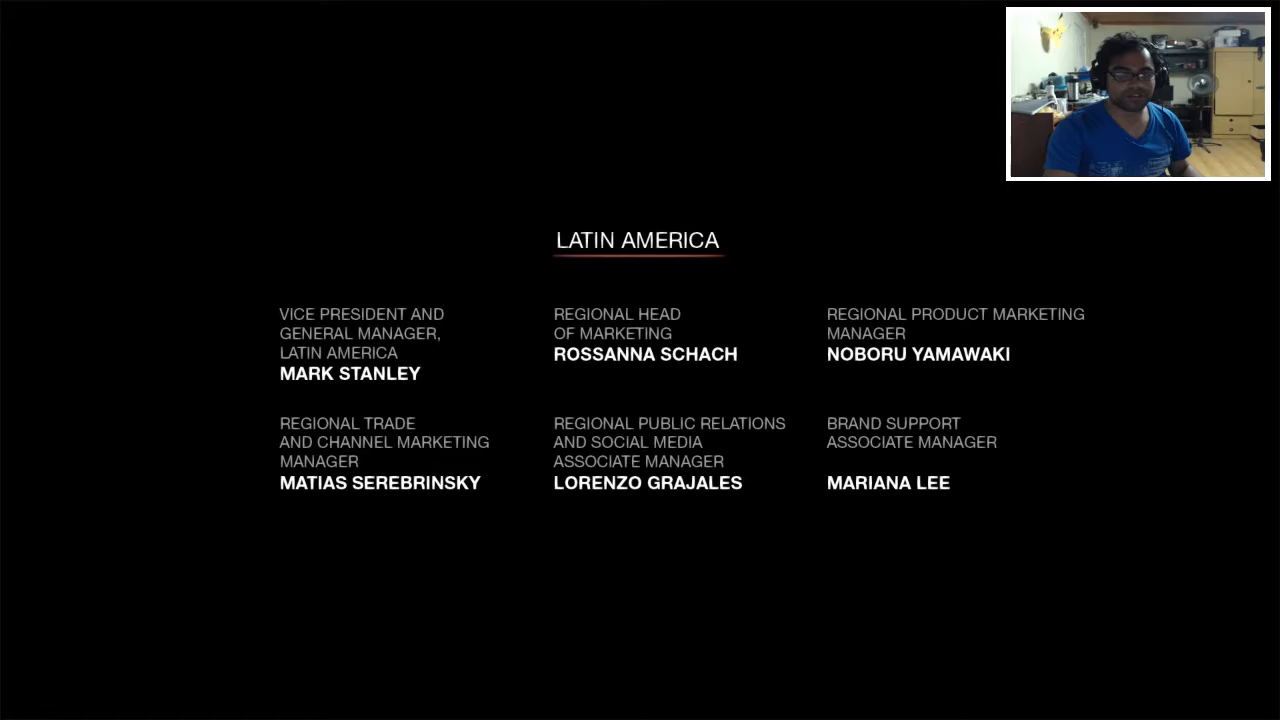 LATIN AMERICA
VICE PRESIDENT AND
GENERAL MANAGER,
LATIN AMERICA
MARK STANLEY
REGIONAL HEAD
OF MARKETING
ROSSANNA SCHACH
REGIONAL PRODUCT MARKETING
MANAGER
NOBORU YAMAWAKI
REGIONAL TRADE
AND CHANNEL MARKETING
MANAGER
MATIAS SEREBRINSKY
REGIONAL PUBLIC RELATIONS
AND SOCIAL MEDIA
ASSOCIATE MANAGER
LORENZO GRAJALES
BRAND SUPPORT
ASSOCIATE MANAGER
MARIANA LEE